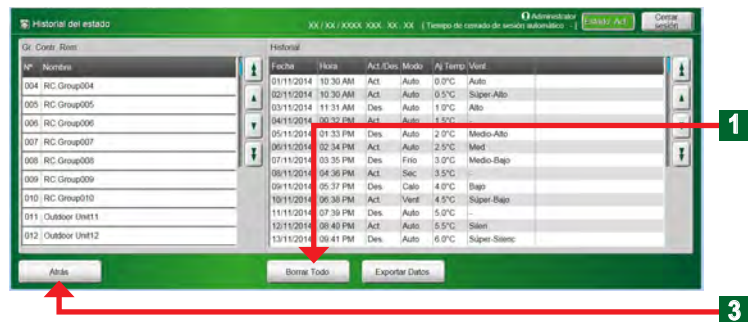 Historial del estado
XX / XX / XXXX XXX. XX : XX ( Tiempo de cerrado de sesión automático - )
Administrator
Estado Act.
Cerrar sesión
Gr. Contr. Rem.
Nº Nombre
004 RC.Group004
005 RC.Group005
006 RC.Group006
007 RC.Group007
008 RC.Group008
009 RC.Group009
010 RC.Group010
011 Outdoor Unit11
012 Outdoor Unit12
Historial
Fecha Hora Act./Des. Modo Aj.Temp Vent.
01/11/2014 10:30 AM Act. Auto 0.0°C Auto
02/11/2014 10:30 AM Act. Auto 0.5°C Súper-Alto
03/11/2014 11:31 AM Des. Auto 1.0°C Alto
04/11/2014 00:32 PM Act. Auto 1.5°C -
05/11/2014 01:33 PM Des. Auto 2.0°C Medio-Alto
06/11/2014 02:34 PM Act. Auto 2.5°C Med
07/11/2014 03:35 PM Des. Frío 3.0°C Medio-Bajo
08/11/2014 04:36 PM Act. Sec 3.5°C -
09/11/2014 05:37 PM Des. Calo 4.0°C Bajo
10/11/2014 06:38 PM Act. Vent 4.5°C Súper-Bajo
11/11/2014 07:39 PM Des. Auto 5.0°C -
12/11/2014 08:40 PM Act. Auto 5.5°C Silen
13/11/2014 09:41 PM Des. Auto 6.0°C Súper-Silenc
1
Atrás
Borrar Todo
Exportar Datos
3